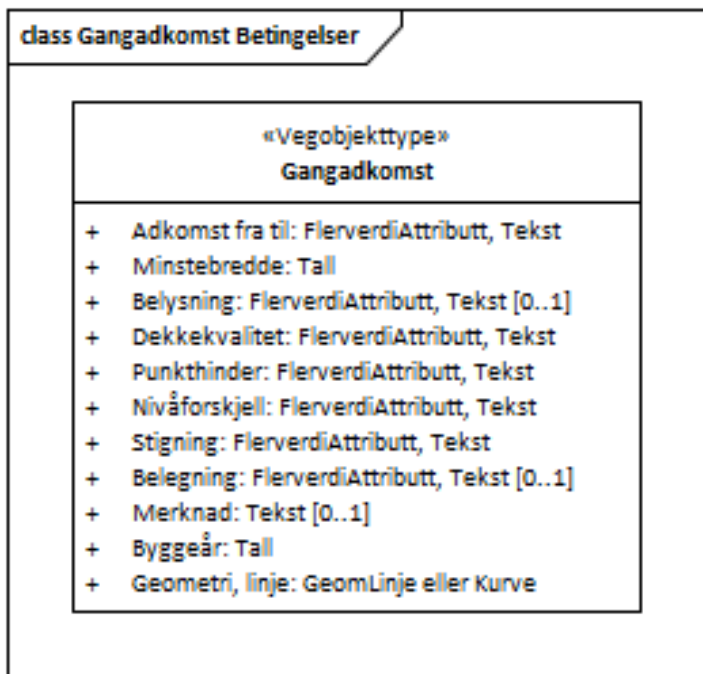 class Gangadkomst Betingelser
«Vegobjekttype»
Gangadkomst
+ Adkomst fra til: FlerverdiAttributt, Tekst
+ Minstebredde: Tall
+ Belysning: FlerverdiAttributt, Tekst [0..1]
+ Dekkekvalitet: FlerverdiAttributt, Tekst
+ Punkthinder: FlerverdiAttributt, Tekst
+ Nivåforskjell: FlerverdiAttributt, Tekst
+ Stigning: FlerverdiAttributt, Tekst
+ Belegning: FlerverdiAttributt, Tekst [0..1]
+ Merknad: Tekst [0..1]
+ Byggeår: Tall
+ Geometri, linje: GeomLinje eller Kurve